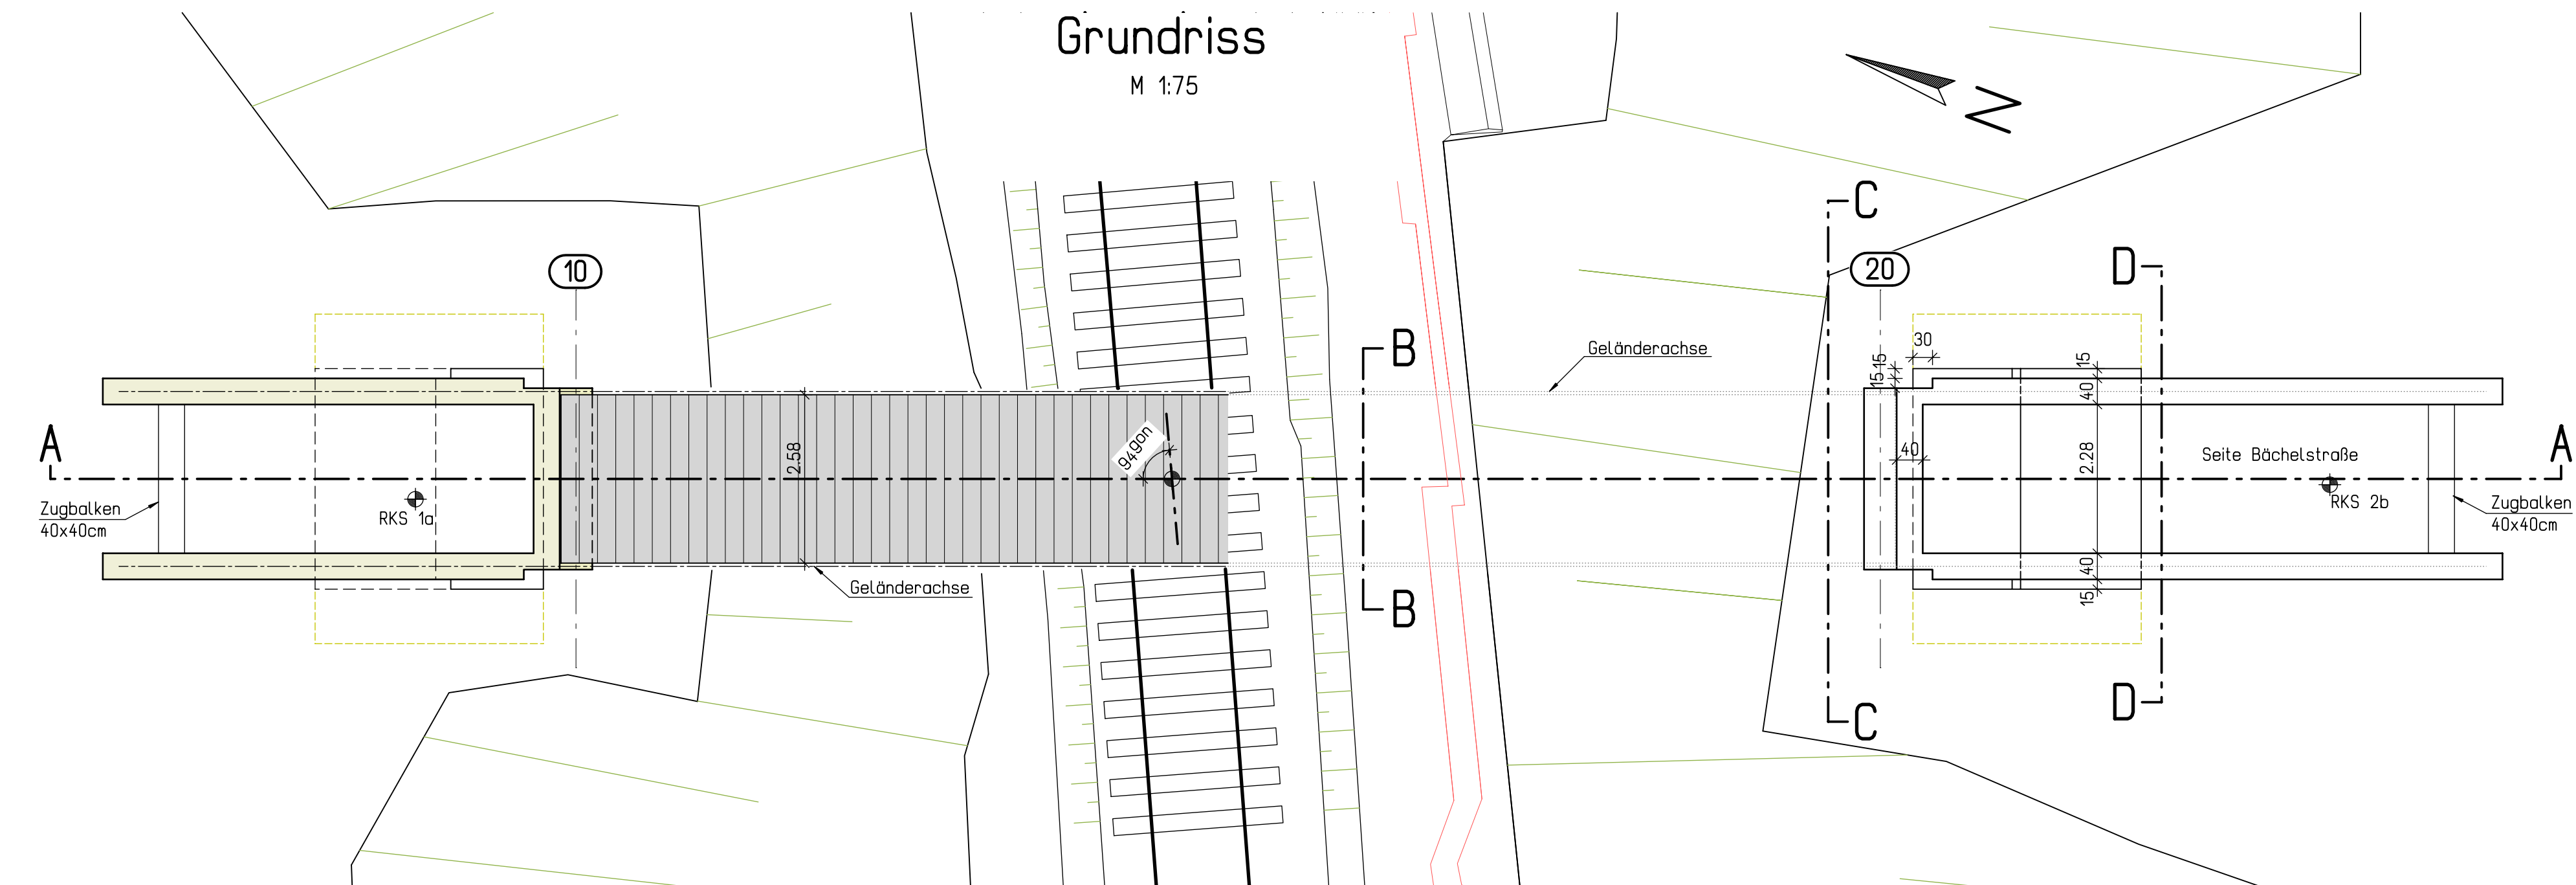 Grundriss
M 1:75
N
C
20
D
10
B
Geländerachse
30
15
15
15
40
A
2.58
94gon
40
2.28
Seite Bächelstraße
A
Zugbalken
40x40cm
RKS 1a
RKS 2b
Zugbalken
40x40cm
Geländerachse
40
15
B
D
C